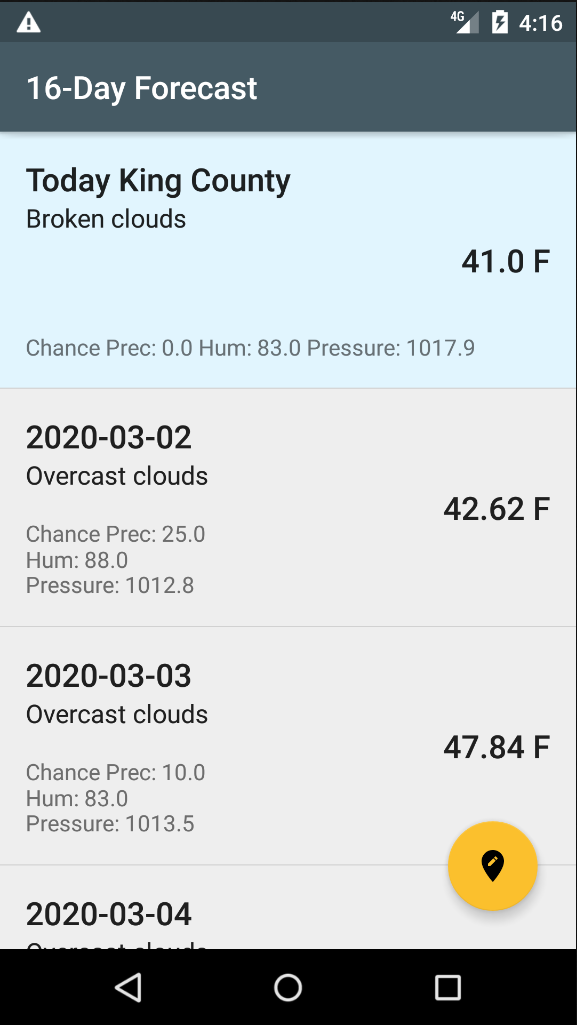 4G 4:16
16-Day Forecast
Today King County
Broken clouds
41.0 F
Chance Prec: 0.0 Hum: 83.0 Pressure: 1017.9
2020-03-02
Overcast clouds
42.62 F
Chance Prec: 25.0
Hum: 88.0
Pressure: 1012.8
2020-03-03
Overcast clouds
47.84 F
Chance Prec: 10.0
Hum: 83.0
Pressure: 1013.5
2020-03-04
Overcast clouds